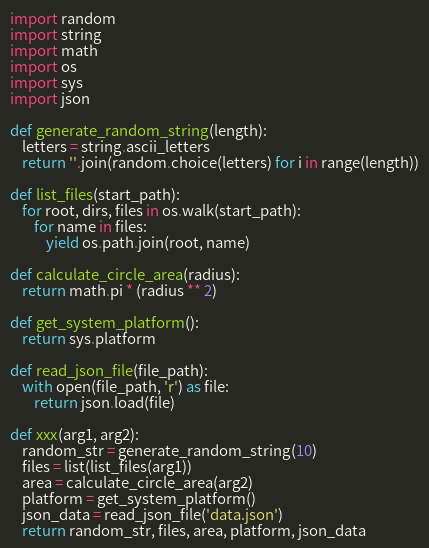 import random
import string
import math
import os
import sys
import json

def generate_random_string(length):
    letters = string.ascii_letters
    return ''.join(random.choice(letters) for i in range(length))

def list_files(start_path):
    for root, dirs, files in os.walk(start_path):
        for name in files:
            yield os.path.join(root, name)

def calculate_circle_area(radius):
    return math.pi * (radius ** 2)

def get_system_platform():
    return sys.platform

def read_json_file(file_path):
    with open(file_path, 'r') as file:
        return json.load(file)

def xxx(arg1, arg2):
    random_str = generate_random_string(10)
    files = list(list_files(arg1))
    area = calculate_circle_area(arg2)
    platform = get_system_platform()
    json_data = read_json_file('data.json')
    return random_str, files, area, platform, json_data